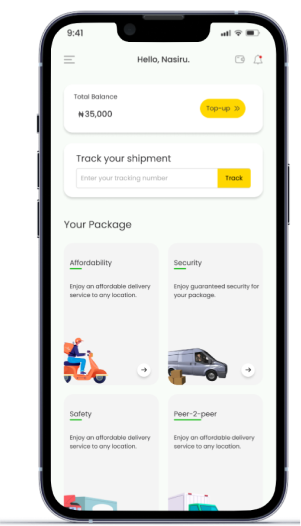 9:41
Hello, Nasiru.
Total Balance
₦35,000
Top-up »
Track your shipment
Enter your tracking number
Track
Your Package
Affordability
Enjoy an affordable delivery
service to any location.
Security
Enjoy guaranteed security for
your package.
Safety
Enjoy an affordable delivery
service to any location.
Peer-2-peer
Enjoy an affordable delivery
service to any location.